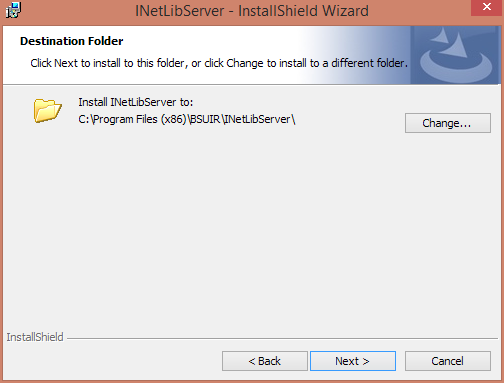 INetLibServer - InstallShield Wizard
Destination Folder
Click Next to install to this folder, or click Change to install to a different folder.
Install INetLibServer to:
C:\Program Files (x86)\BSUIR\INetLibServer\
Change...
InstallShield
< Back
Next >
Cancel